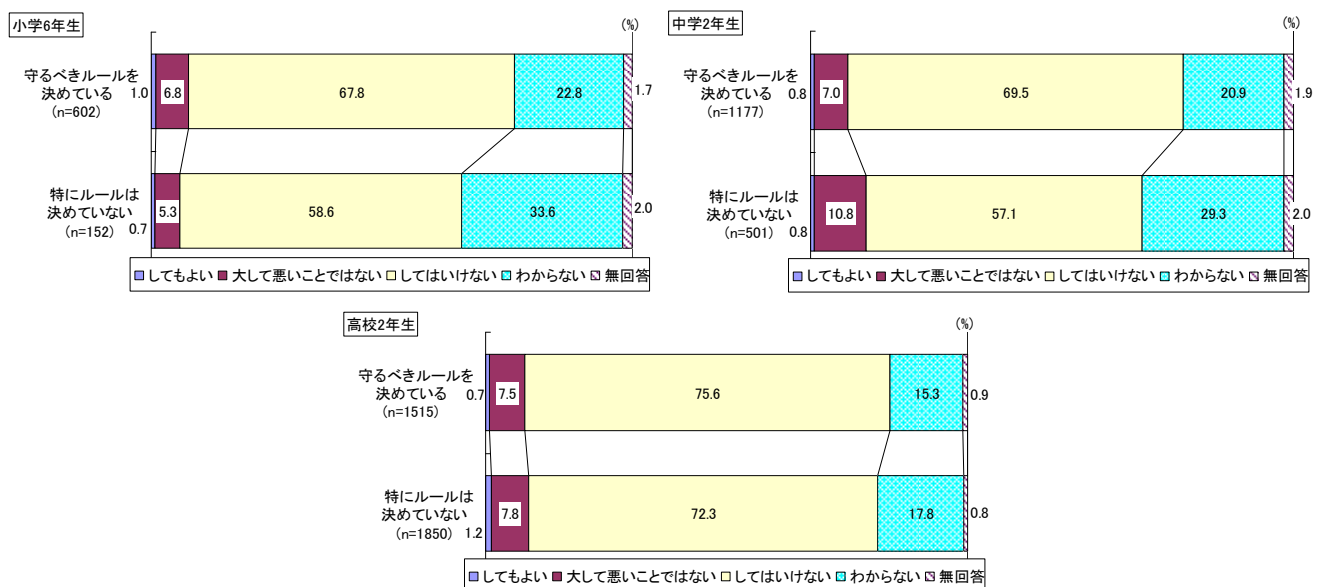 小学6年生
(%)
守るべきルールを
決めている
(n=602)
1.0
6.8
67.8
22.8
1.7
特にルールは
決めていない
(n=152)
0.7
5.3
58.6
33.6
2.0
してもよい 大して悪いことではない してはいけない わからない 無回答
中学2年生
(%)
守るべきルールを
決めている
(n=1177)
0.8
7.0
69.5
20.9
1.9
特にルールは
決めていない
(n=501)
0.8
10.8
57.1
29.3
2.0
してもよい 大して悪いことではない してはいけない わからない 無回答
高校2年生
(%)
守るべきルールを
決めている
(n=1515)
0.7
7.5
75.6
15.3
0.9
特にルールは
決めていない
(n=1850)
1.2
7.8
72.3
17.8
0.8
してもよい 大して悪いことではない してはいけない わからない 無回答